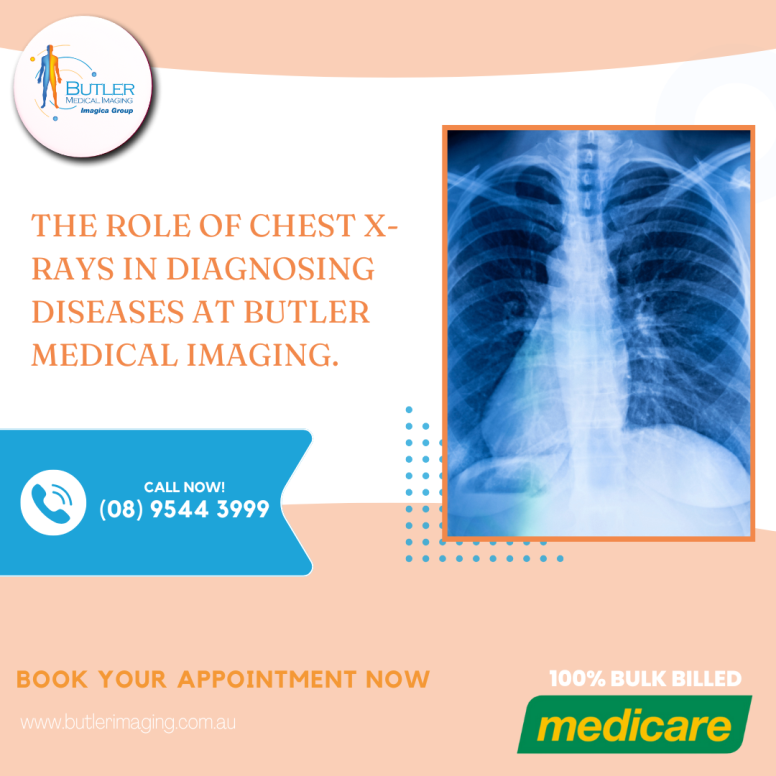 BUTLER
MEDICAL IMAGING
Imagica Group
THE ROLE OF CHEST X-
RAYS IN DIAGNOSING
DISEASES AT BUTLER
MEDICAL IMAGING.
CALL NOW!
(08) 9544 3999
BOOK YOUR APPOINTMENT NOW
www.butlerimaging.com.au
100% BULK BILLED
medicare